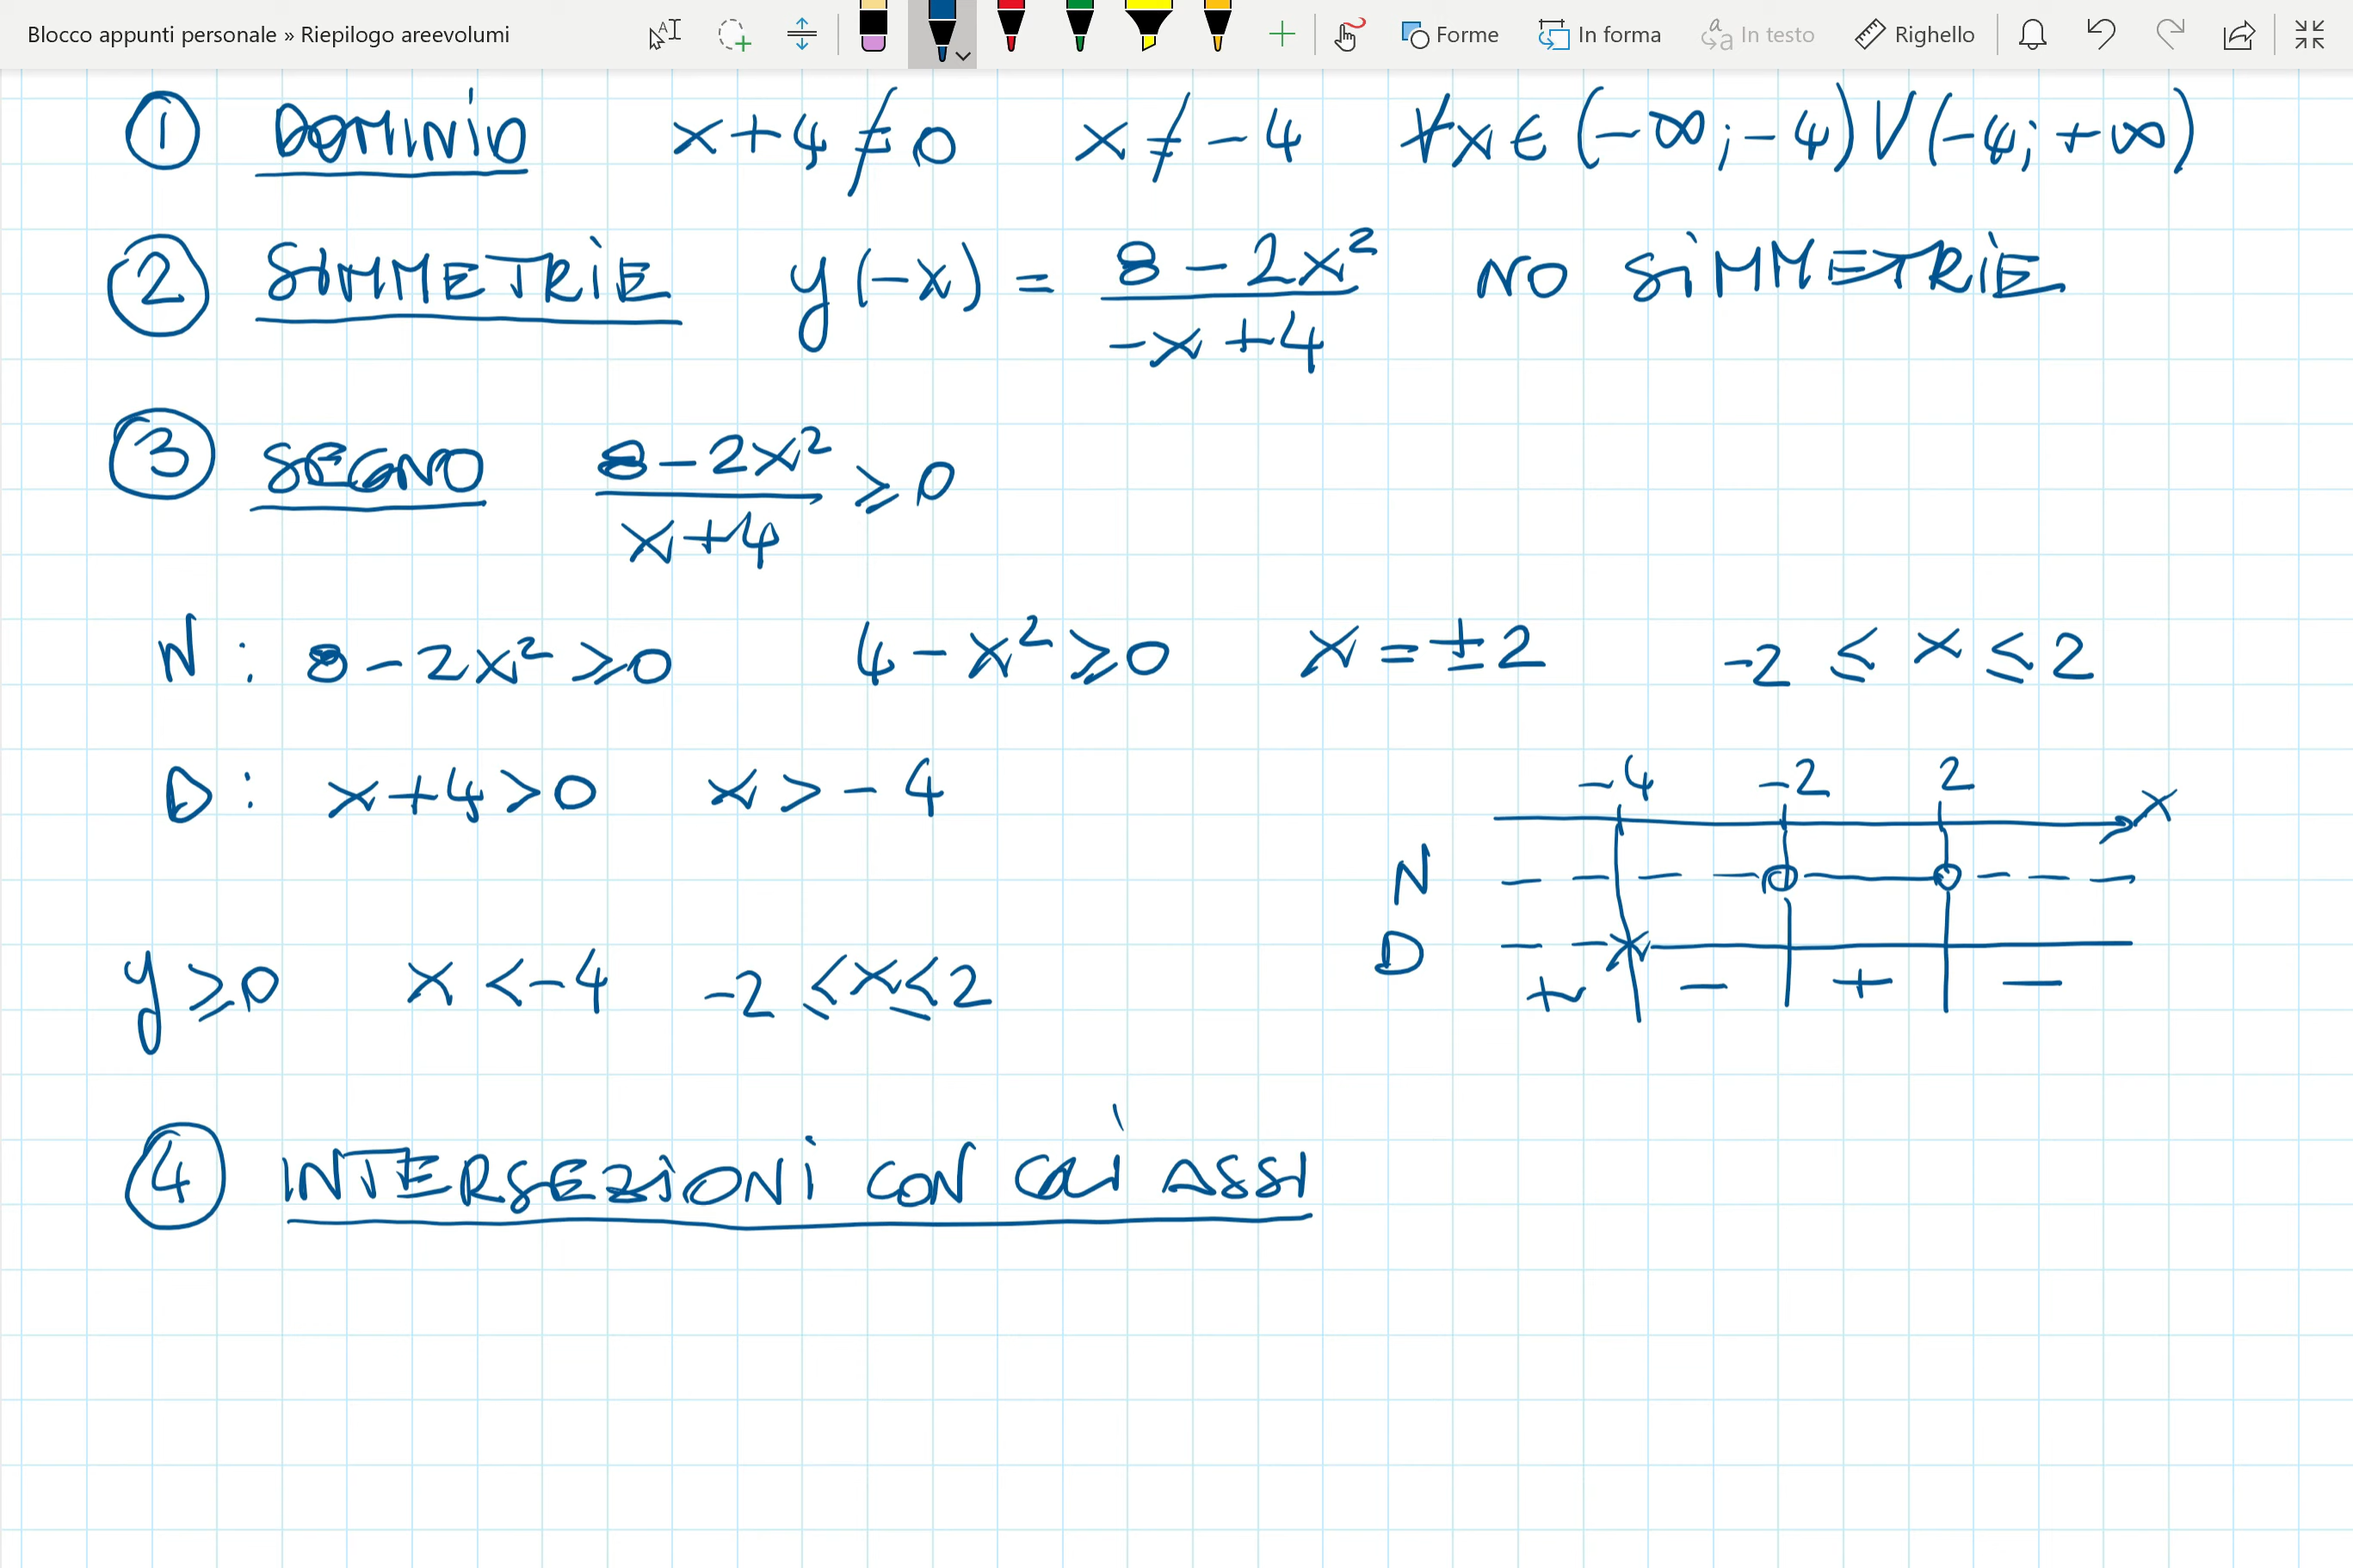 Blocco appunti personale » Riepilogo areevolumi Forme In forma In testo Righello
① DOMINIO x+4≠0 x≠-4 ∀x∈(-∞;-4)V(-4;+∞)
② SIMMETRIE y(-x) = (8-2x²)/(-x+4) NO SIMMETRIE
③ SEGNO (8-2x²)/(x+4) ≥0
N: 8-2x²≥0 4-x²≥0 x=±2 -2≤x≤2
D: x+4>0 x>-4
-4 -2 2 x
N
D
+ - + -
y≥0 x<-4 -2≤x≤2
④ INTERSEZIONI CON GLI ASSI